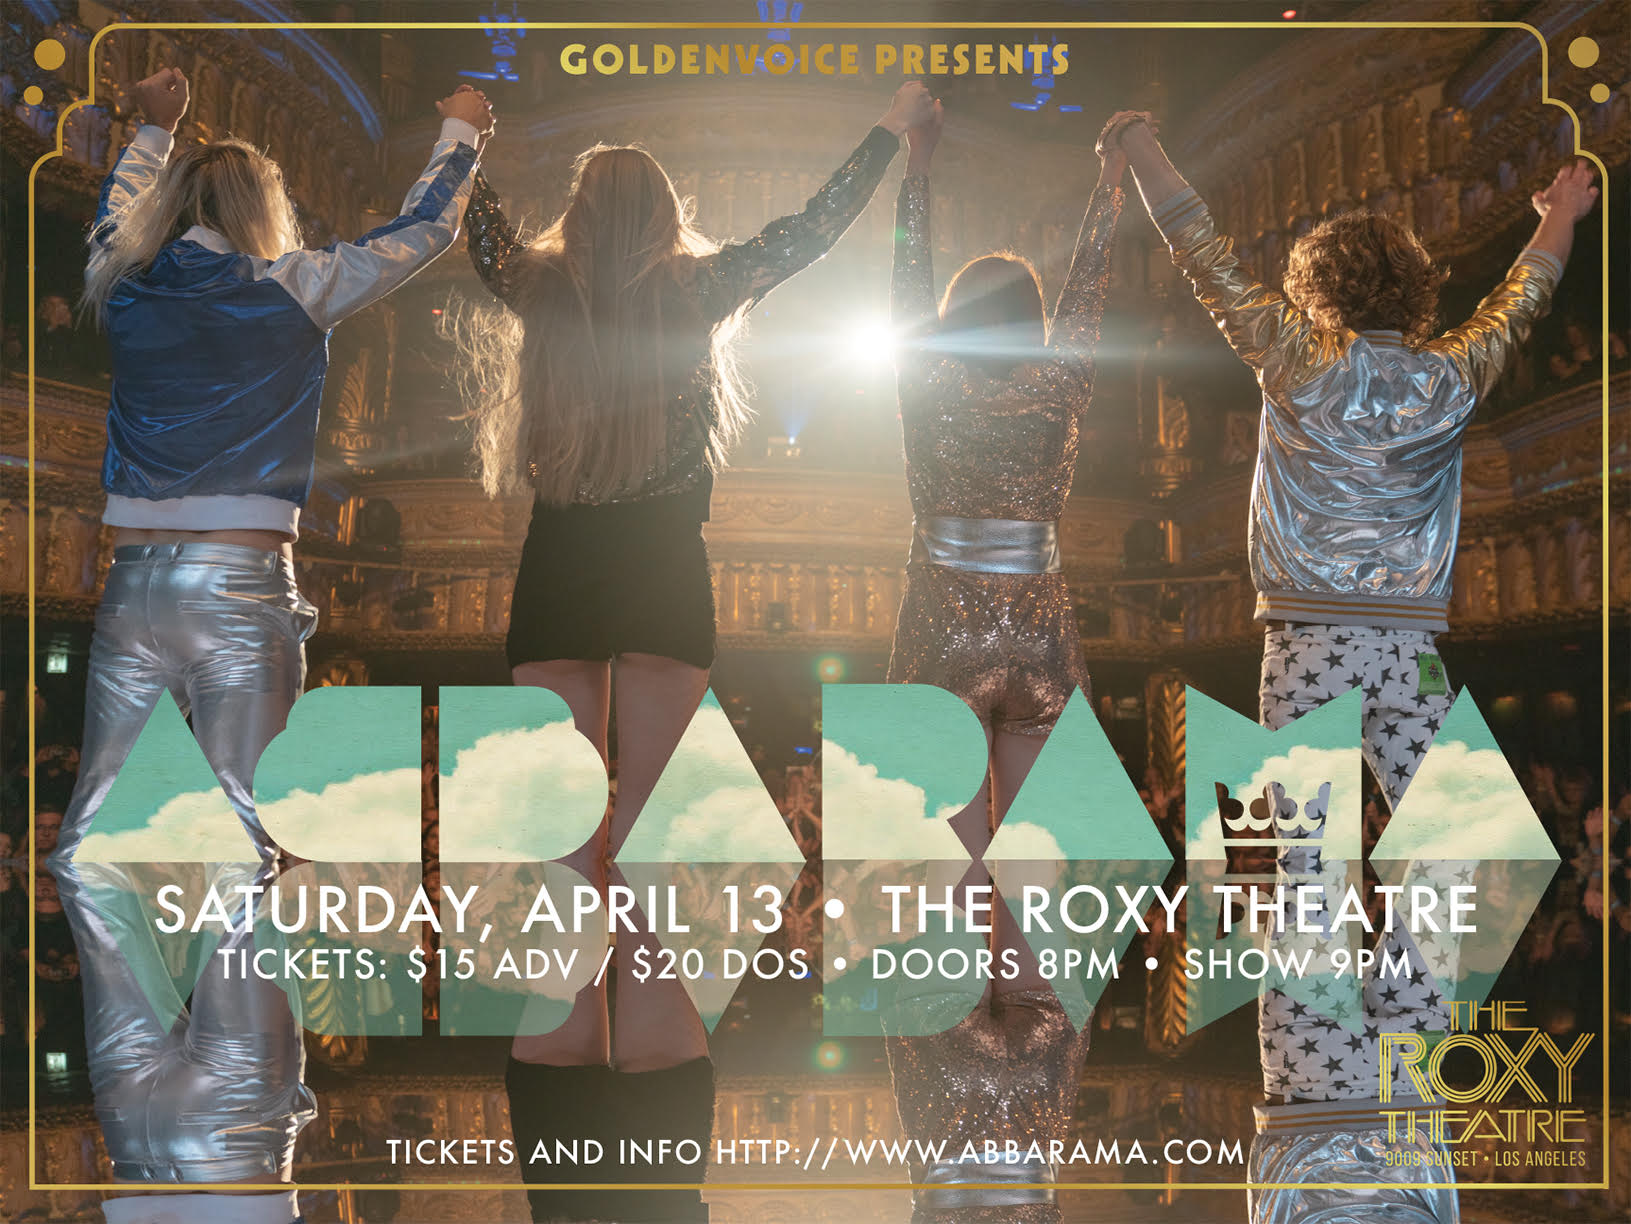 GOLDENVOICE PRESENTS
ABBARAMA
SATURDAY, APRIL 13 • THE ROXY THEATRE
TICKETS: $15 ADV / $20 DOS • DOORS 8PM • SHOW 9PM
TICKETS AND INFO HTTP://WWW.ABBARAMA.COM
THE
ROXY
THEATRE
9009 SUNSET • LOS ANGELES